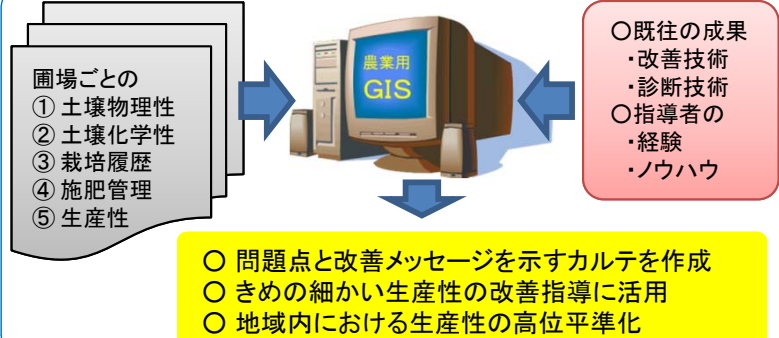 圃場ごとの
① 土壌物理性
② 土壌化学性
③ 栽培履歴
④ 施肥管理
⑤ 生産性
農業用
GIS
〇既往の成果
・改善技術
・診断技術
〇指導者の
・経験
・ノウハウ
〇 問題点と改善メッセージを示すカルテを作成
〇 きめの細かい生産性の改善指導に活用
〇 地域内における生産性の高位平準化